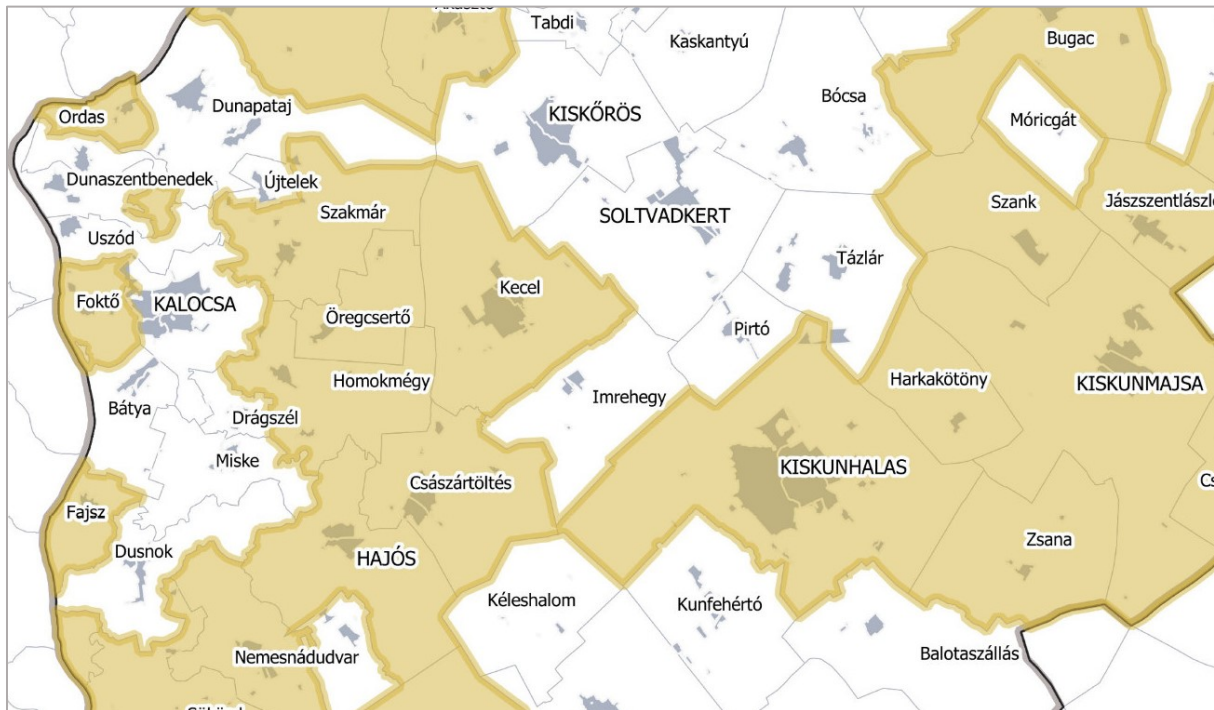 Tabdi
Kaskantyú
Bugac
Ordas
Dunapataj
KISKŐRÖS
Bócsa
Móricgát
Dunaszentbenedek
Újtelek
Szakmár
SOLTVADKERT
Szank
Uszód
Tázlár
Foktő
KALOCSA
Kecel
Öregcsertő
Pirtó
Homokmégy
Harkakötöny
KISKUNMAJSA
Imrehegy
Bátya
Drágszél
Miske
KISKUNHALAS
Császártöltés
Fajsz
Dusnok
HAJÓS
Zsana
Kéleshalom
Kunfehértó
Nemesnádudvar
Balotaszállás